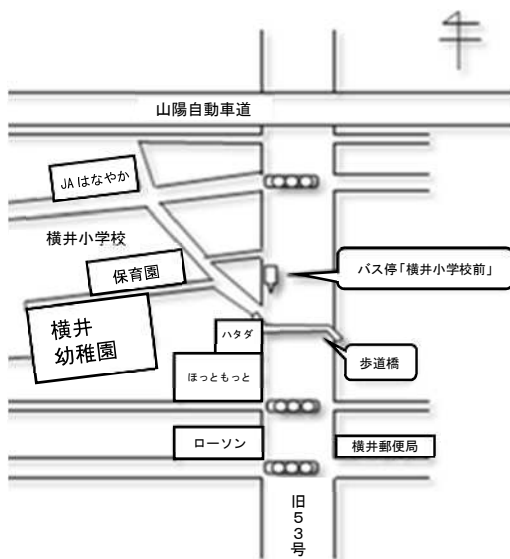 山陽自動車道
JAはなやか
横井小学校
保育園
バス停「横井小学校前」
横井
幼稚園
ハタダ
歩道橋
ほっともっと
ローソン
横井郵便局
旧53号